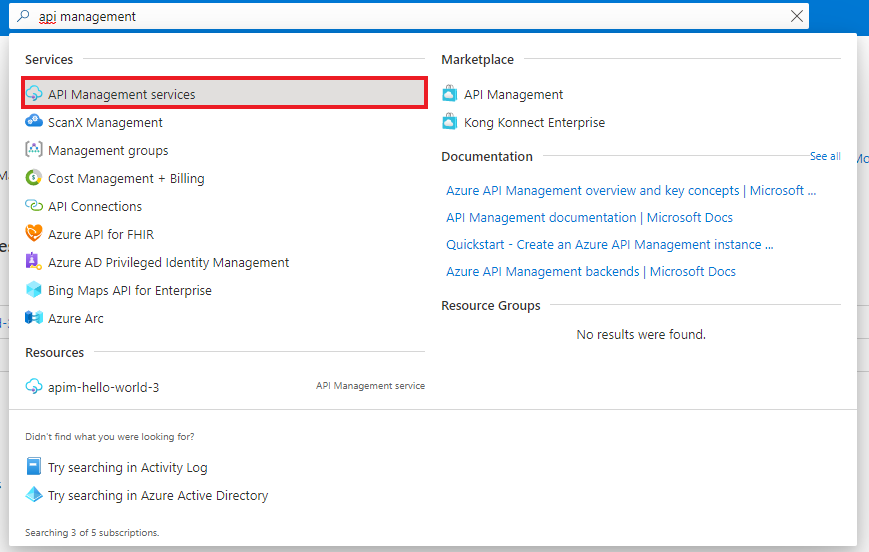 api management
Services
API Management services
ScanX Management
Management groups
Cost Management + Billing
API Connections
Azure API for FHIR
Azure AD Privileged Identity Management
Bing Maps API for Enterprise
Azure Arc
Resources
apim-hello-world-3 API Management service
Marketplace
API Management
Kong Konnect Enterprise
Documentation See all
Azure API Management overview and key concepts | Microsoft ...
API Management documentation | Microsoft Docs
Quickstart - Create an Azure API Management instance ...
Azure API Management backends | Microsoft Docs
Resource Groups
No results were found.
Didn't find what you were looking for?
Try searching in Activity Log
Try searching in Azure Active Directory
Searching 3 of 5 subscriptions.